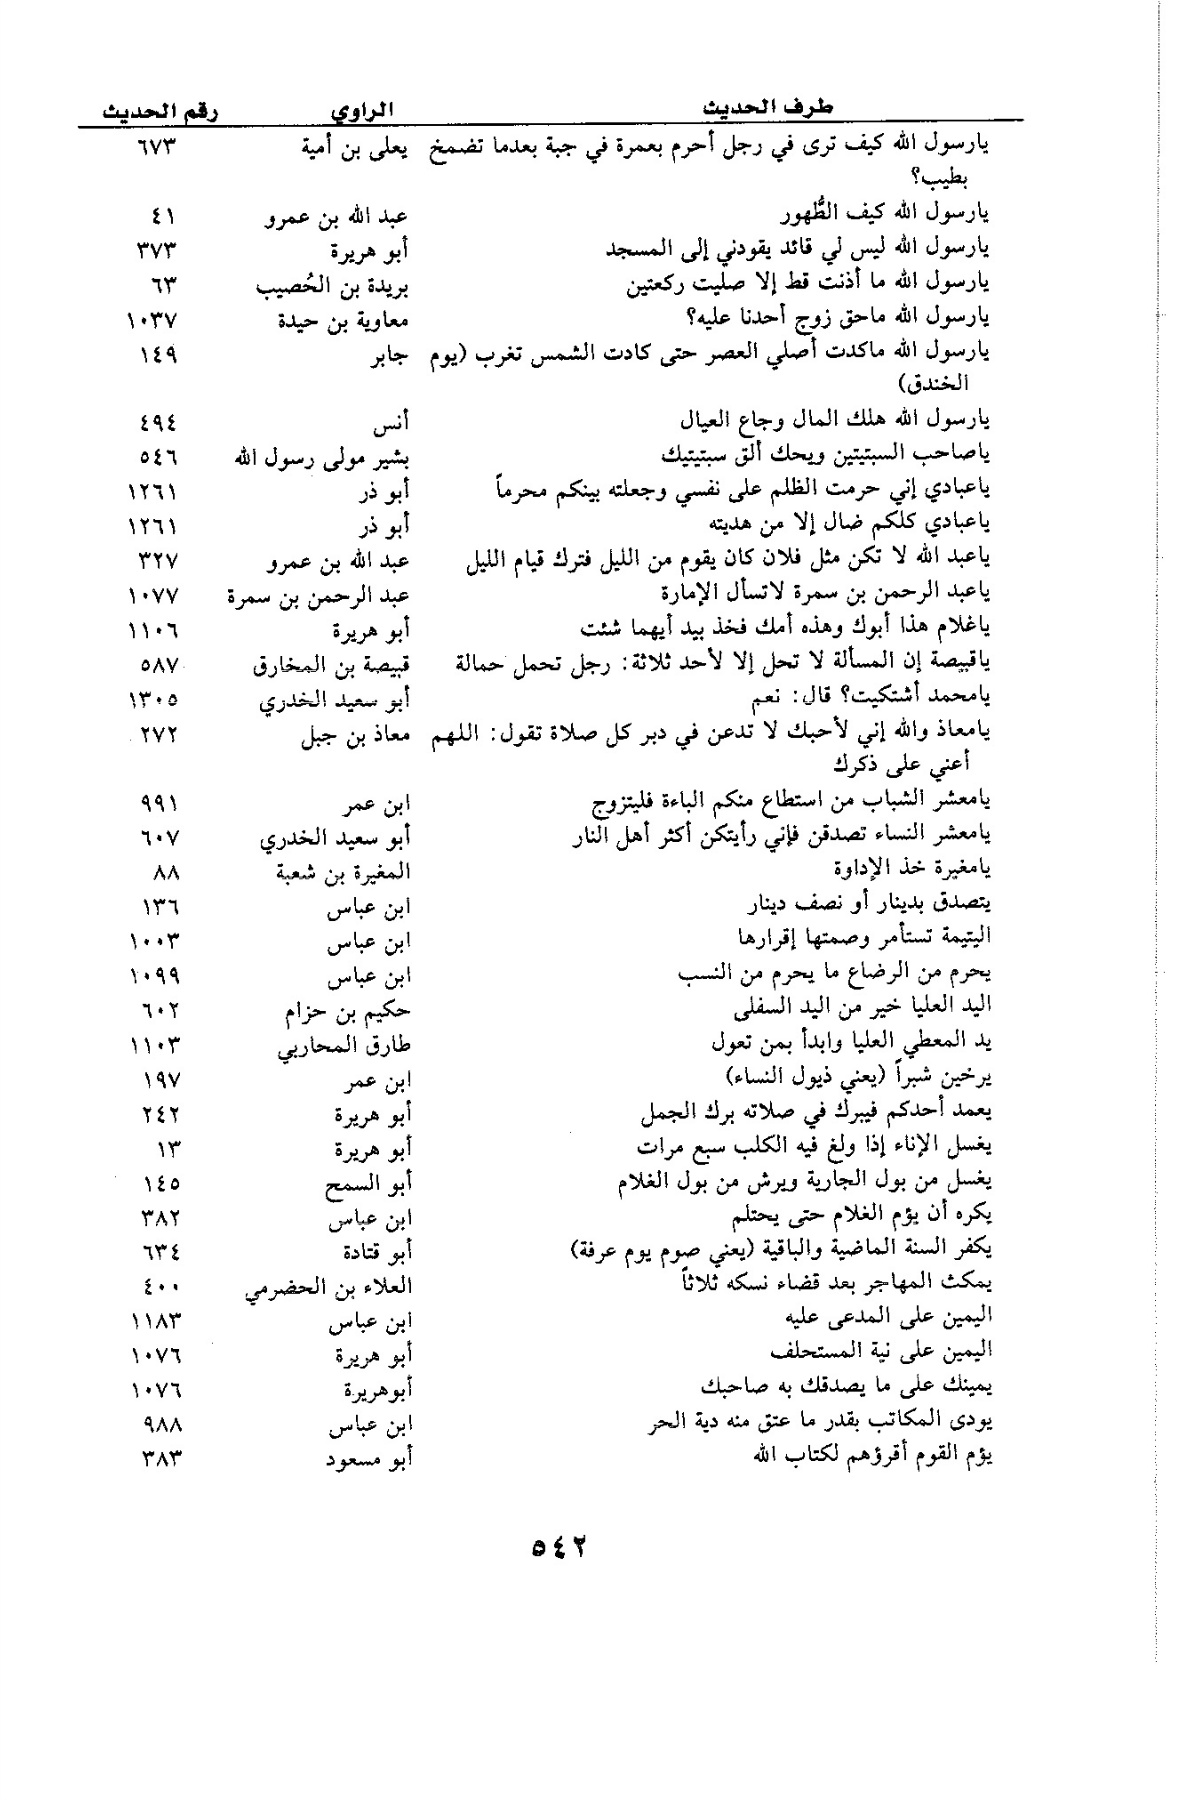 طرف الحديث الراوي رقم الحديث
يارسول الله كيف ترى في رجل أحرم بعمرة في جبة بعدما تضمخ يعلى بن أمية ٦٧٣
بطيب؟
يارسول الله كيف الطُّهور عبد الله بن عمرو ٤١
يارسول الله ليس لي قائد يقودني إلى المسجد أبو هريرة ٣٧٣
يارسول الله ما أذنت قط إلا صليت ركعتين بريدة بن الحُصيب ٦٣
يارسول الله ماحق زوج أحدنا عليه؟ معاوية بن حيدة ١٠٣٧
يارسول الله ماكدت أصلي العصر حتى كادت الشمس تغرب (يوم جابر ١٤٩
الخندق)
يارسول الله هلك المال وجاع العيال أنس ٤٩٤
ياصاحب السبتيتين ويحك ألق سبتيتيك بشير مولى رسول الله ٥٤٦
ياعبادي إني حرمت الظلم على نفسي وجعلته بينكم محرماً أبو ذر ١٢٦١
ياعبادي كلكم ضال إلا من هديته أبو ذر ١٢٦١
ياعبد الله لا تكن مثل فلان كان يقوم من الليل فترك قيام الليل عبد الله بن عمرو ٣٢٧
ياعبد الرحمن بن سمرة لاتسأل الإمارة عبد الرحمن بن سمرة ١٠٧٧
ياغلام هذا أبوك وهذه أمك فخذ بيد أيهما شئت أبو هريرة ١١٠٦
ياقبيصة إن المسألة لا تحل إلا لأحد ثلاثة: رجل تحمل حمالة قبيصة بن المخارق ٥٨٧
يامحمد أشتكيت؟ قال: نعم أبو سعيد الخدري ١٣٠٥
يامعاذ والله إني لأحبك لا تدعن في دبر كل صلاة تقول: اللهم معاذ بن جبل ٢٧٢
أعني على ذكرك
يامعشر الشباب من استطاع منكم الباءة فليتزوج ابن عمر ٩٩١
يامعشر النساء تصدقن فإني رأيتكن أكثر أهل النار أبو سعيد الخدري ٦٠٧
يامغيرة خذ الإداوة المغيرة بن شعبة ٨٨
يتصدق بدينار أو نصف دينار ابن عباس ١٣٦
اليتيمة تستأمر وصمتها إقرارها ابن عباس ١٠٠٣
يحرم من الرضاع ما يحرم من النسب ابن عباس ١٠٩٩
اليد العليا خير من اليد السفلى حكيم بن حزام ٦٠٢
يد المعطي العليا وابدأ بمن تعول طارق المحاربي ١١٠٣
يرخين شبراً (يعني ذيول النساء) ابن عمر ١٩٧
يعمد أحدكم فيبرك في صلاته برك الجمل أبو هريرة ٢٤٢
يغسل الإناء إذا ولغ فيه الكلب سبع مرات أبو هريرة ١٣
يغسل من بول الجارية ويرش من بول الغلام أبو السمح ١٤٥
يكره أن يؤم الغلام حتى يحتلم ابن عباس ٣٨٢
يكفر السنة الماضية والباقية (يعني صوم يوم عرفة) أبو قتادة ٦٣٤
يمكث المهاجر بعد قضاء نسكه ثلاثاً العلاء بن الحضرمي ٤٠٠
اليمين على المدعى عليه ابن عباس ١١٨٣
اليمين على نية المستحلف أبو هريرة ١٠٧٦
يمينك على ما يصدقك به صاحبك أبوهريرة ١٠٧٦
يودى المكاتب بقدر ما عتق منه دية الحر ابن عباس ٩٨٨
يؤم القوم أقرؤهم لكتاب الله أبو مسعود ٣٨٣
٥٤٢